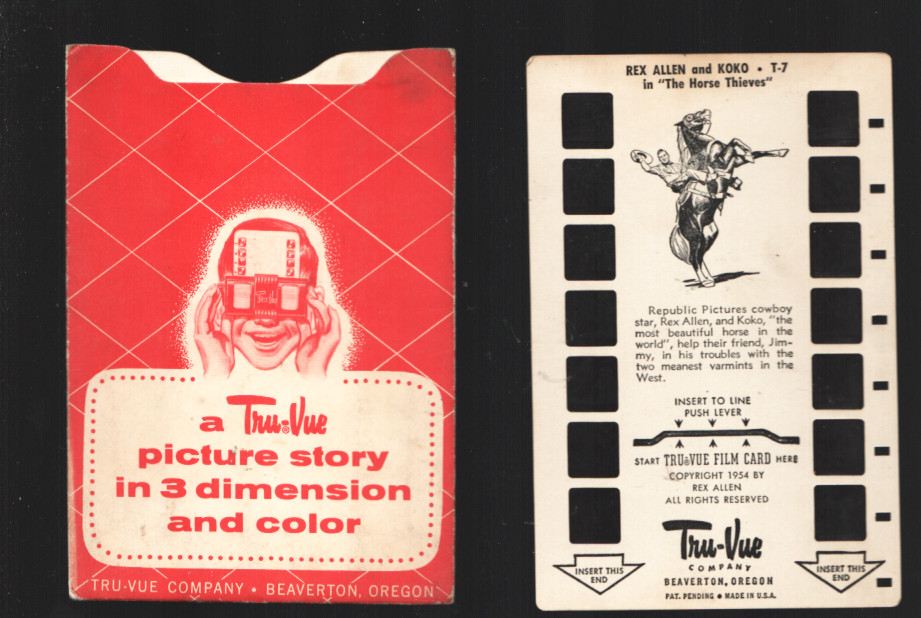 a Tru-Vue®
picture story
in 3 dimension
and color
TRU-VUE COMPANY • BEAVERTON, OREGON
REX ALLEN and KOKO • T-7
in "The Horse Thieves"
Republic Pictures cowboy
star, Rex Allen, and Koko, "the
most beautiful horse in the
world", help their friend, Jim-
my, in his troubles with the
two meanest varmints in the
West.
INSERT TO LINE
PUSH LEVER
START TRU-VUE FILM CARD HERE
COPYRIGHT 1954 BY
REX ALLEN
ALL RIGHTS RESERVED
Tru-Vue
COMPANY
BEAVERTON, OREGON
PAT. PENDING • MADE IN U.S.A.
INSERT THIS
END
INSERT THIS
END
Tru-Vue